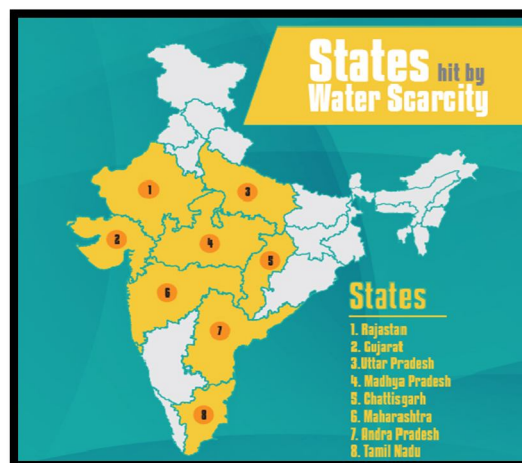 States hit by
Water Scarcity
1
3
2
4
5
6
7
8
States
1. Rajastan
2. Gujarat
3.Uttar Pradesh
4. Madhya Pradesh
5. Chattisgarh
6. Maharashtra
7. Andra Pradesh
8. Tamil Nadu